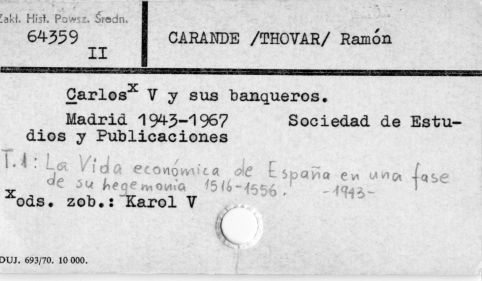 Zakł. Hist. Powsz. Średn.
64359
II
CARANDE /THOVAR/ Ramón
Carlosˣ V y sus banqueros.
Madrid 1943-1967 Sociedad de Estu-
dios y Publicaciones
T.1: La Vida económica de España en una fase
de su hegemonia 1516-1556. -1943-
ˣods. zob.: Karol V
DUJ. 693/70. 10 000.